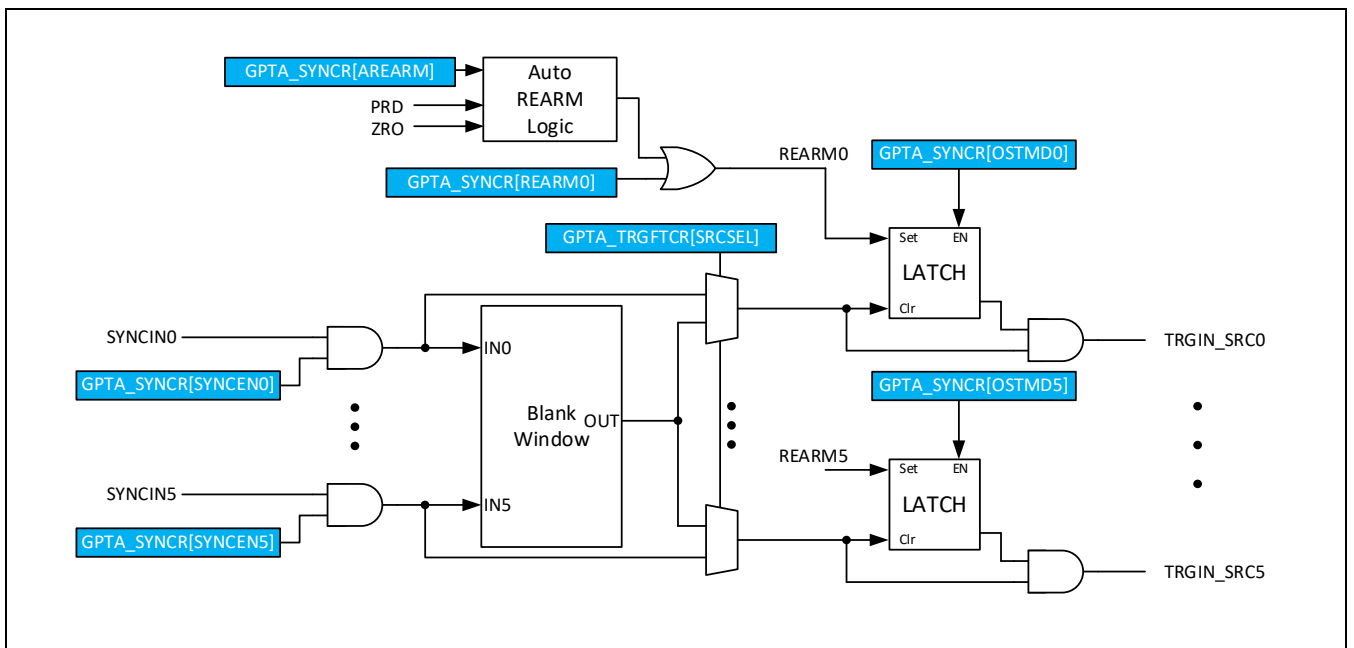 GPTA_SYNCR[AREARM]
Auto
REARM
Logic
PRD
ZRO
GPTA_SYNCR[REARM0]
REARM0
GPTA_SYNCR[OSTMD0]
GPTA_TRGFTCR[SRCSEL]
Set
EN
LATCH
Clr
SYNCIN0
GPTA_SYNCR[SYNCEN0]
IN0
Blank
Window
OUT
TRGIN_SRC0
GPTA_SYNCR[OSTMD5]
REARM5
Set
EN
LATCH
Clr
SYNCIN5
GPTA_SYNCR[SYNCEN5]
IN5
TRGIN_SRC5